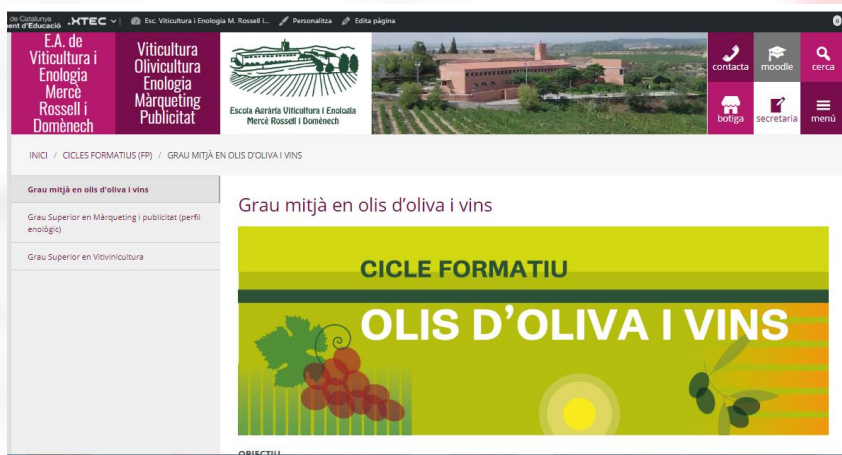 de Catalunya
ent d'Educació
XTEC
Esc. Viticultura i Enologia M. Rossell i...
Personalitza
Edita pàgina
0
E.A. de
Viticultura i
Enologia
Mercè
Rossell i
Domènech
Viticultura
Olivicultura
Enologia
Màrqueting
Publicitat
Escola Agrària Viticultura i Enologia
Mercè Rossell i Domènech
contacta
moodle
cerca
botiga
secretaria
menú
INICI / CICLES FORMATIUS (FP) / GRAU MITJÀ EN OLIS D'OLIVA I VINS
Grau mitjà en olis d'oliva i vins
Grau Superior en Màrqueting i publicitat (perfil
enològic)
Grau Superior en Vitivinicultura
Grau mitjà en olis d'oliva i vins
CICLE FORMATIU
OLIS D'OLIVA I VINS
OBJECTIU